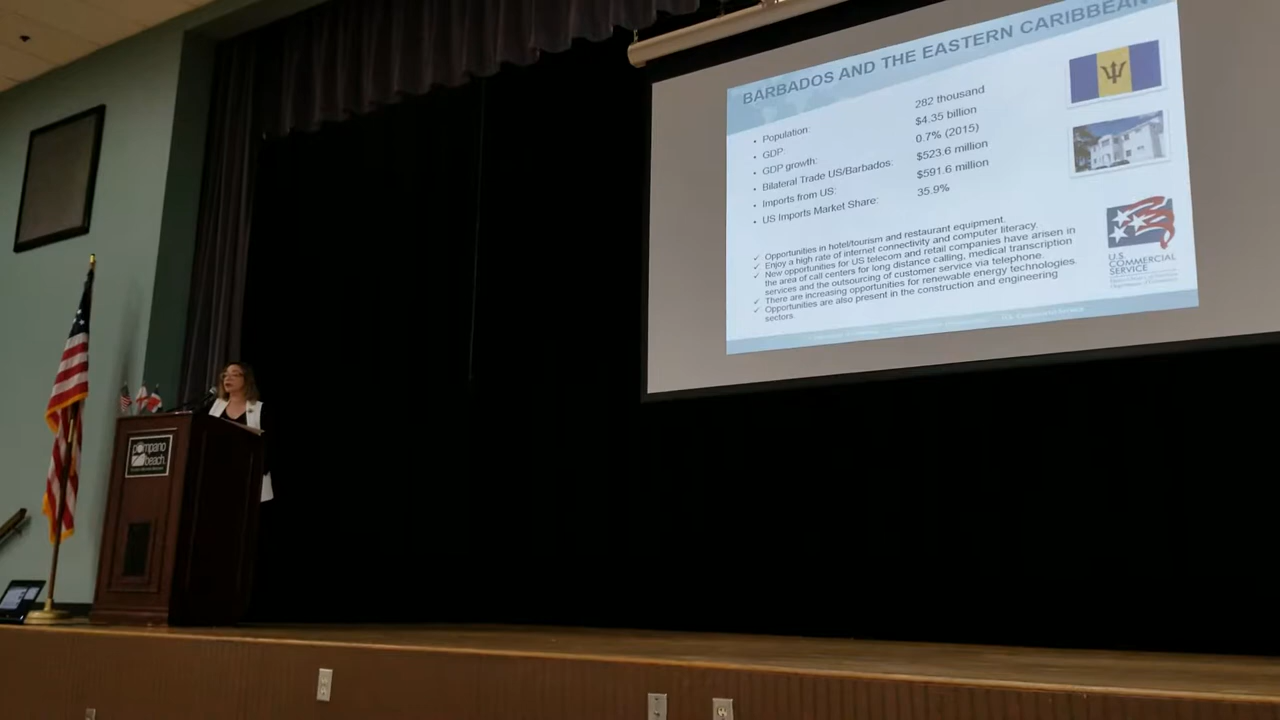 BARBADOS AND THE EASTERN CARIBBEAN
• Population: 282 thousand
• GDP: $4.35 billion
• GDP growth: 0.7% (2015)
• Bilateral Trade US/Barbados: $523.6 million
• Imports from US: $591.6 million
• US Imports Market Share: 35.9%
✓ Opportunities in hotel/tourism and restaurant equipment.
✓ Enjoy a high rate of internet connectivity and computer literacy.
✓ New opportunities for US telecom and retail companies have arisen in
the area of call centers for long distance calling, medical transcription
services and the outsourcing of customer service via telephone.
✓ There are increasing opportunities for renewable energy technologies.
✓ Opportunities are also present in the construction and engineering
sectors.
U.S.
COMMERCIAL
SERVICE
pompano
beach